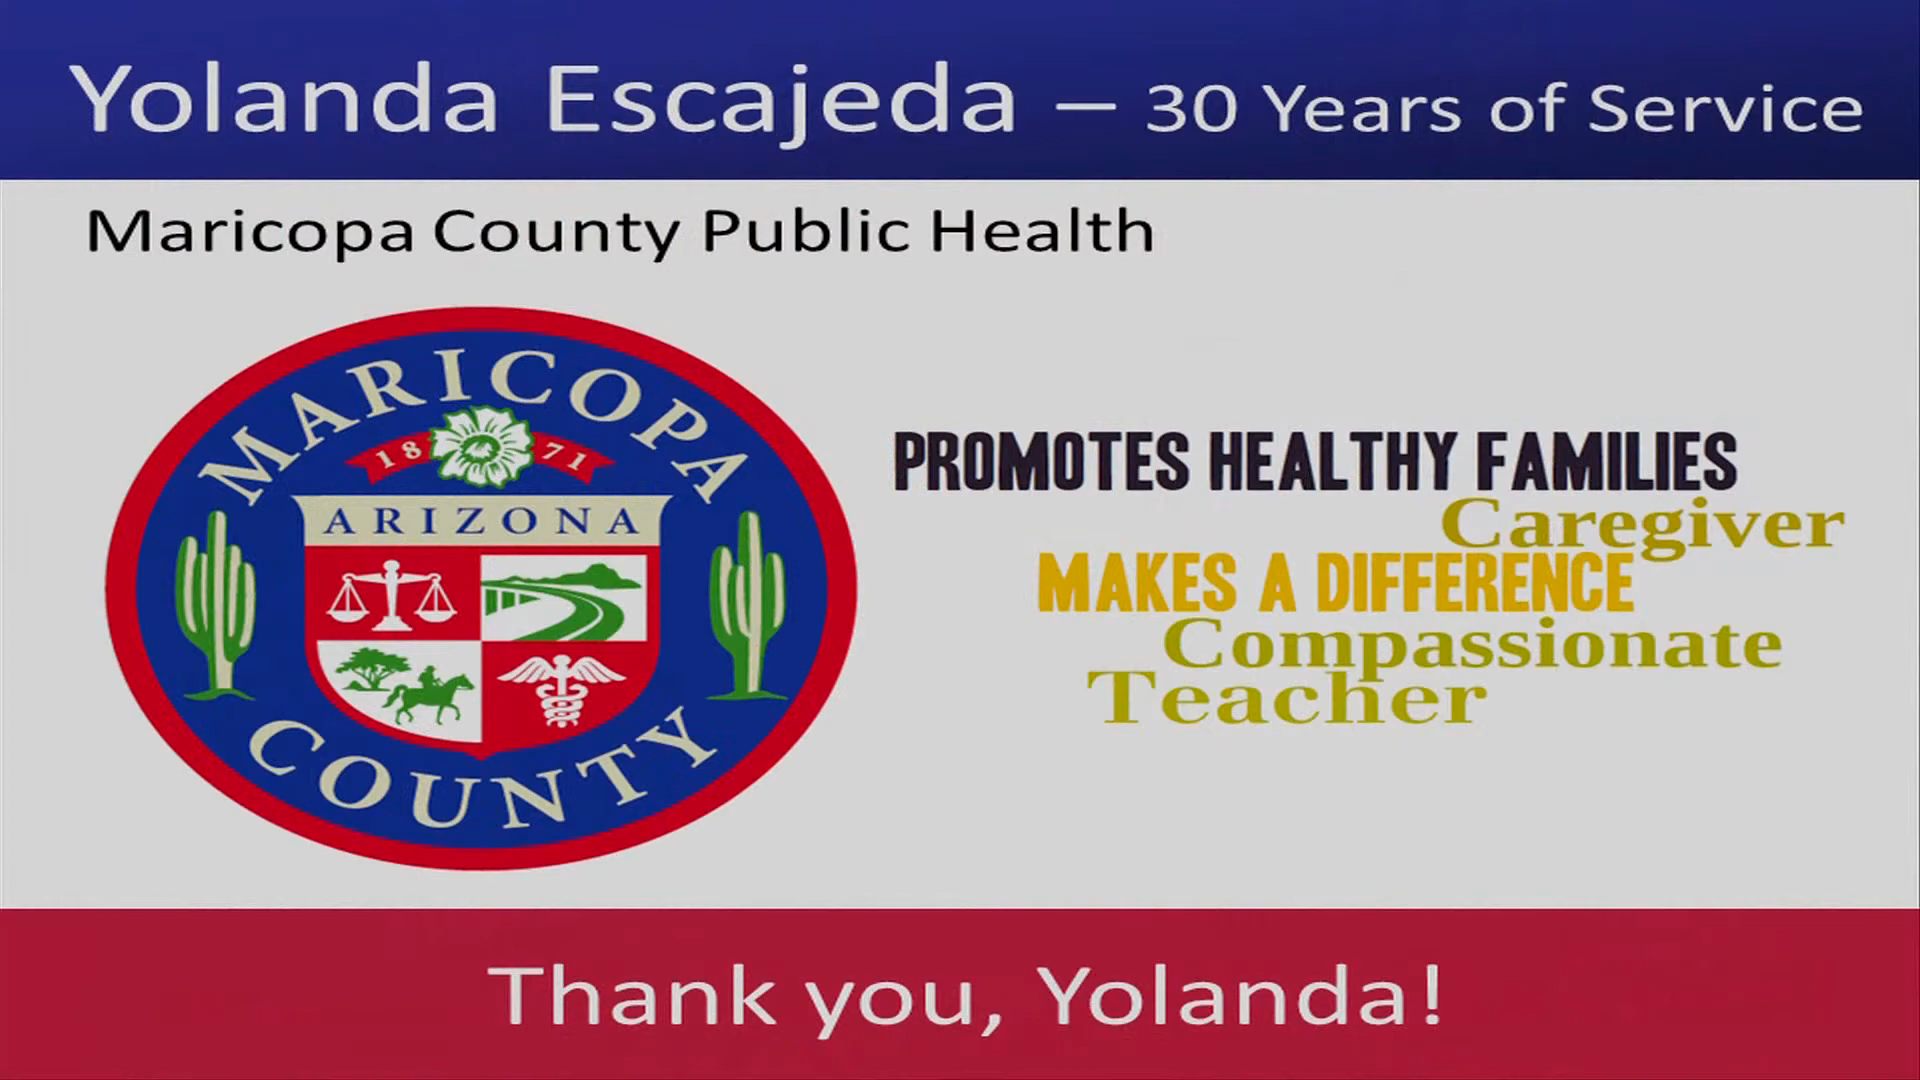 Yolanda Escajeda – 30 Years of Service
Maricopa County Public Health
MARICOPA
18 71
ARIZONA
COUNTY
PROMOTES HEALTHY FAMILIES
Caregiver
MAKES A DIFFERENCE
Compassionate
Teacher
Thank you, Yolanda!